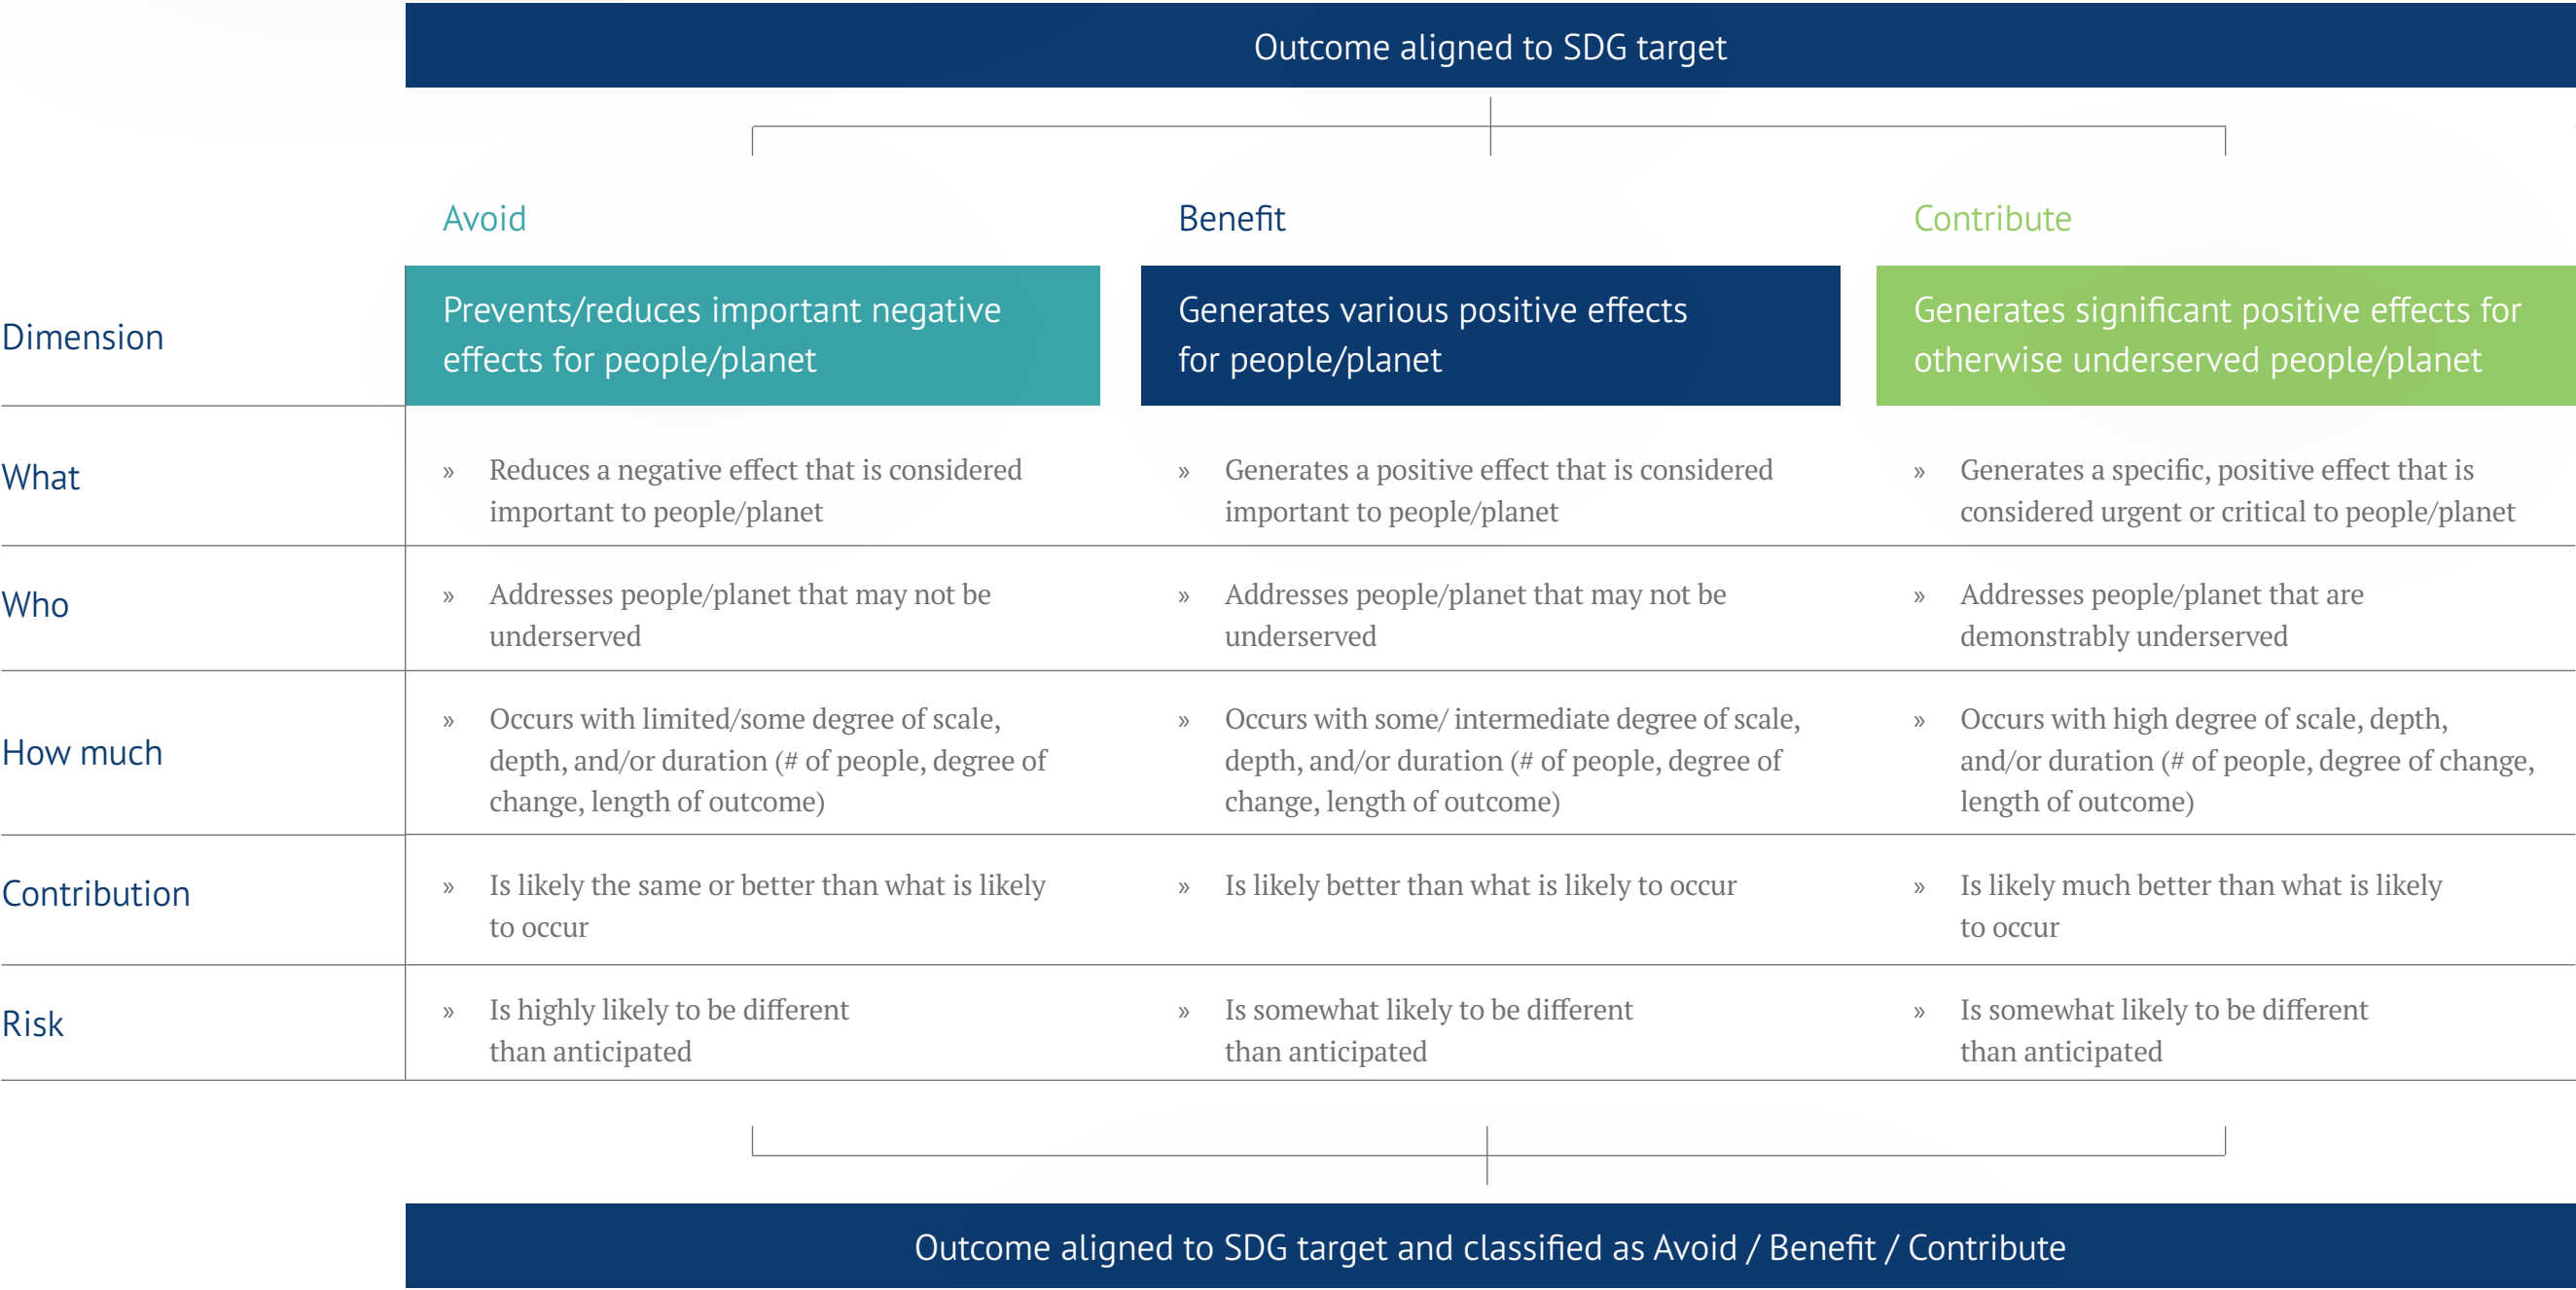 Outcome aligned to SDG target
Avoid
Benefit
Contribute
Dimension
Prevents/reduces important negative
effects for people/planet
Generates various positive effects
for people/planet
Generates significant positive effects for
otherwise underserved people/planet
What
» Reduces a negative effect that is considered
important to people/planet
» Generates a positive effect that is considered
important to people/planet
» Generates a specific, positive effect that is
considered urgent or critical to people/planet
Who
» Addresses people/planet that may not be
underserved
» Addresses people/planet that may not be
underserved
» Addresses people/planet that are
demonstrably underserved
How much
» Occurs with limited/some degree of scale,
depth, and/or duration (# of people, degree of
change, length of outcome)
» Occurs with some/ intermediate degree of scale,
depth, and/or duration (# of people, degree of
change, length of outcome)
» Occurs with high degree of scale, depth,
and/or duration (# of people, degree of change,
length of outcome)
Contribution
» Is likely the same or better than what is likely
to occur
» Is likely better than what is likely to occur
» Is likely much better than what is likely
to occur
Risk
» Is highly likely to be different
than anticipated
» Is somewhat likely to be different
than anticipated
» Is somewhat likely to be different
than anticipated
Outcome aligned to SDG target and classified as Avoid / Benefit / Contribute